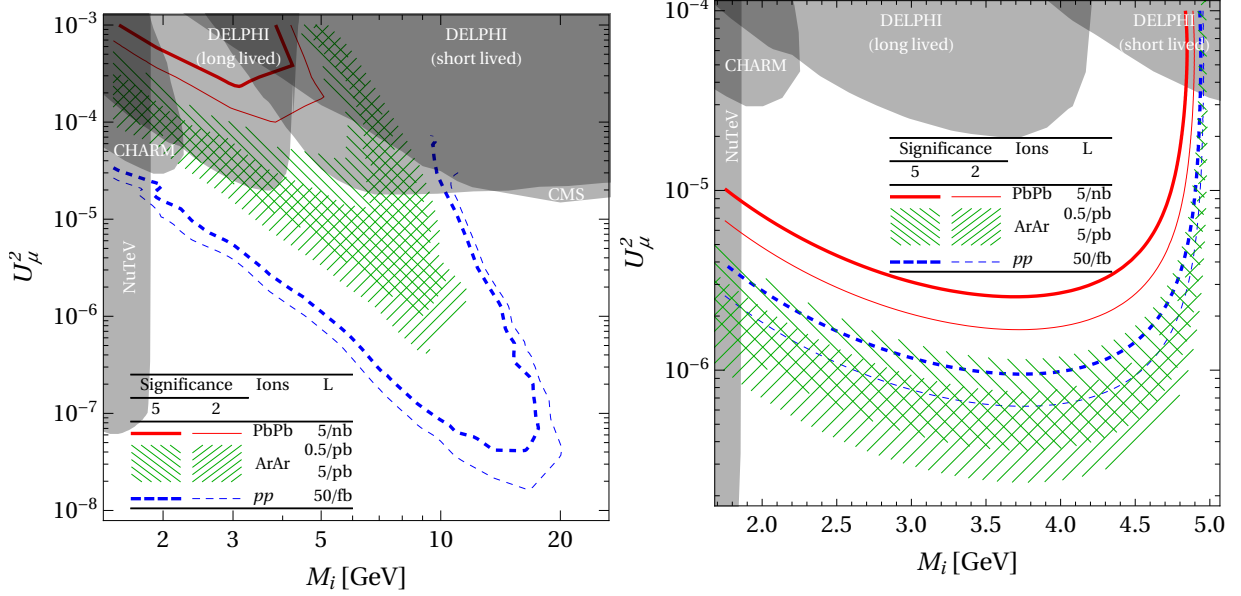 10⁻³
10⁻⁴
10⁻⁵
10⁻⁶
10⁻⁷
10⁻⁸
U²μ
DELPHI
(long lived)
DELPHI
(short lived)
CHARM
CMS
NuTeV
Significance Ions L
5 2
PbPb 5/nb
ArAr 0.5/pb
5/pb
pp 50/fb
2 3 5 10 20
Mᵢ [GeV]
10⁻⁴
10⁻⁵
10⁻⁶
U²μ
DELPHI
(long lived)
DELPHI
(short lived)
CHARM
NuTeV
Significance Ions L
5 2
PbPb 5/nb
ArAr 0.5/pb
5/pb
pp 50/fb
2.0 2.5 3.0 3.5 4.0 4.5 5.0
Mᵢ [GeV]